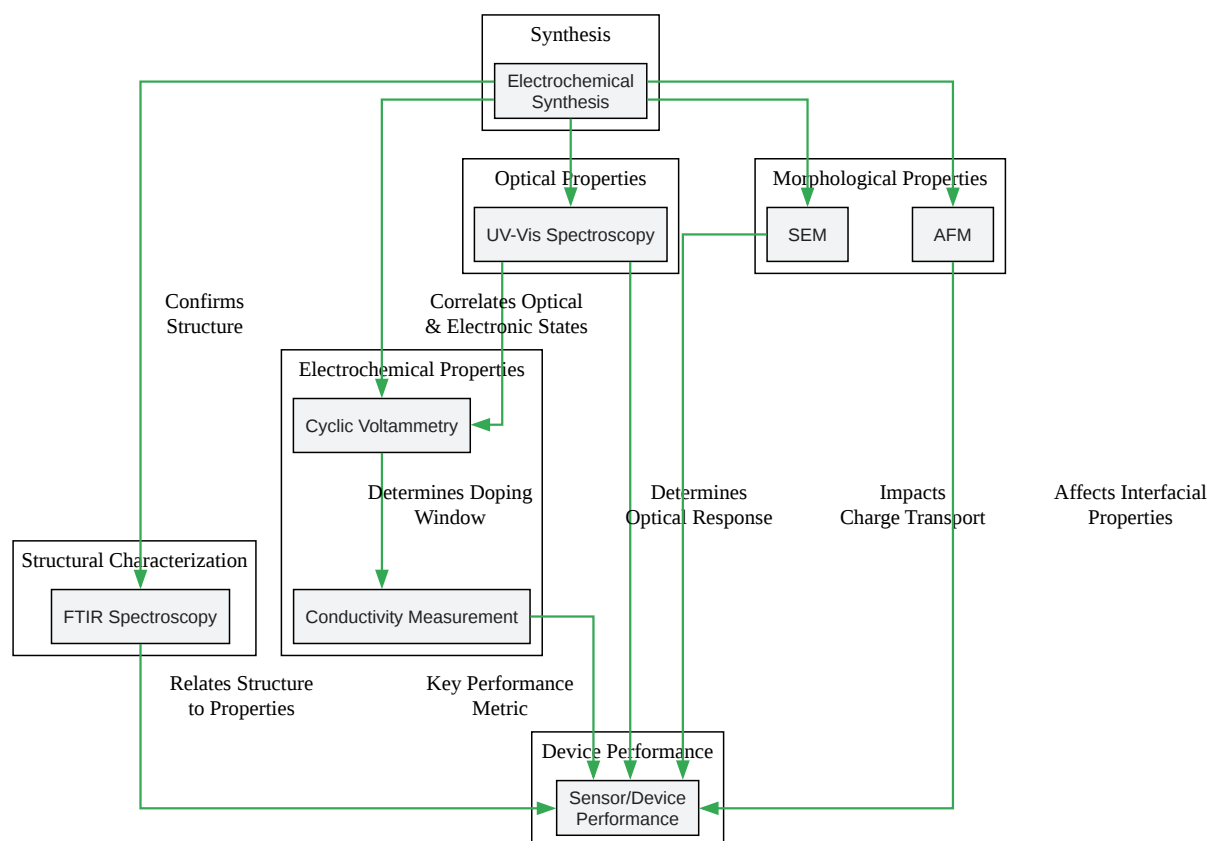 Synthesis
Electrochemical
Synthesis
Optical Properties
UV-Vis Spectroscopy
Morphological Properties
SEM
AFM
Confirms
Structure
Correlates Optical
& Electronic States
Electrochemical Properties
Cyclic Voltammetry
Determines Doping
Window
Determines
Optical Response
Impacts
Charge Transport
Affects Interfacial
Properties
Structural Characterization
FTIR Spectroscopy
Conductivity Measurement
Relates Structure
to Properties
Key Performance
Metric
Device Performance
Sensor/Device
Performance